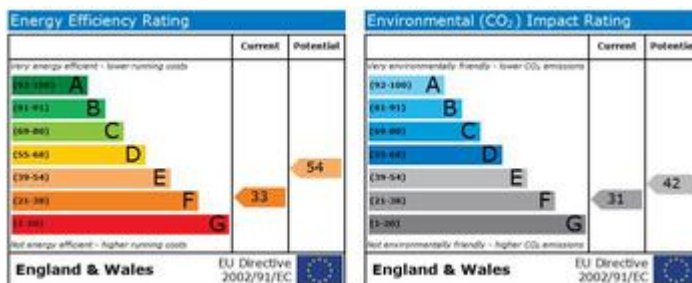 Energy Efficiency Rating
Current Potential
Very energy efficient - lower running costs
(92-100) A
(81-91) B
(69-80) C
(55-68) D
(39-54) E
(21-38) F
(1-20) G
33
54
Not energy efficient - higher running costs
England & Wales
EU Directive
2002/91/EC
Environmental (CO₂) Impact Rating
Current Potential
Very environmentally friendly - lower CO₂ emissions
(92-100) A
(81-91) B
(69-80) C
(55-68) D
(39-54) E
(21-38) F
(1-20) G
31
42
Not environmentally friendly - higher CO₂ emissions
England & Wales
EU Directive
2002/91/EC